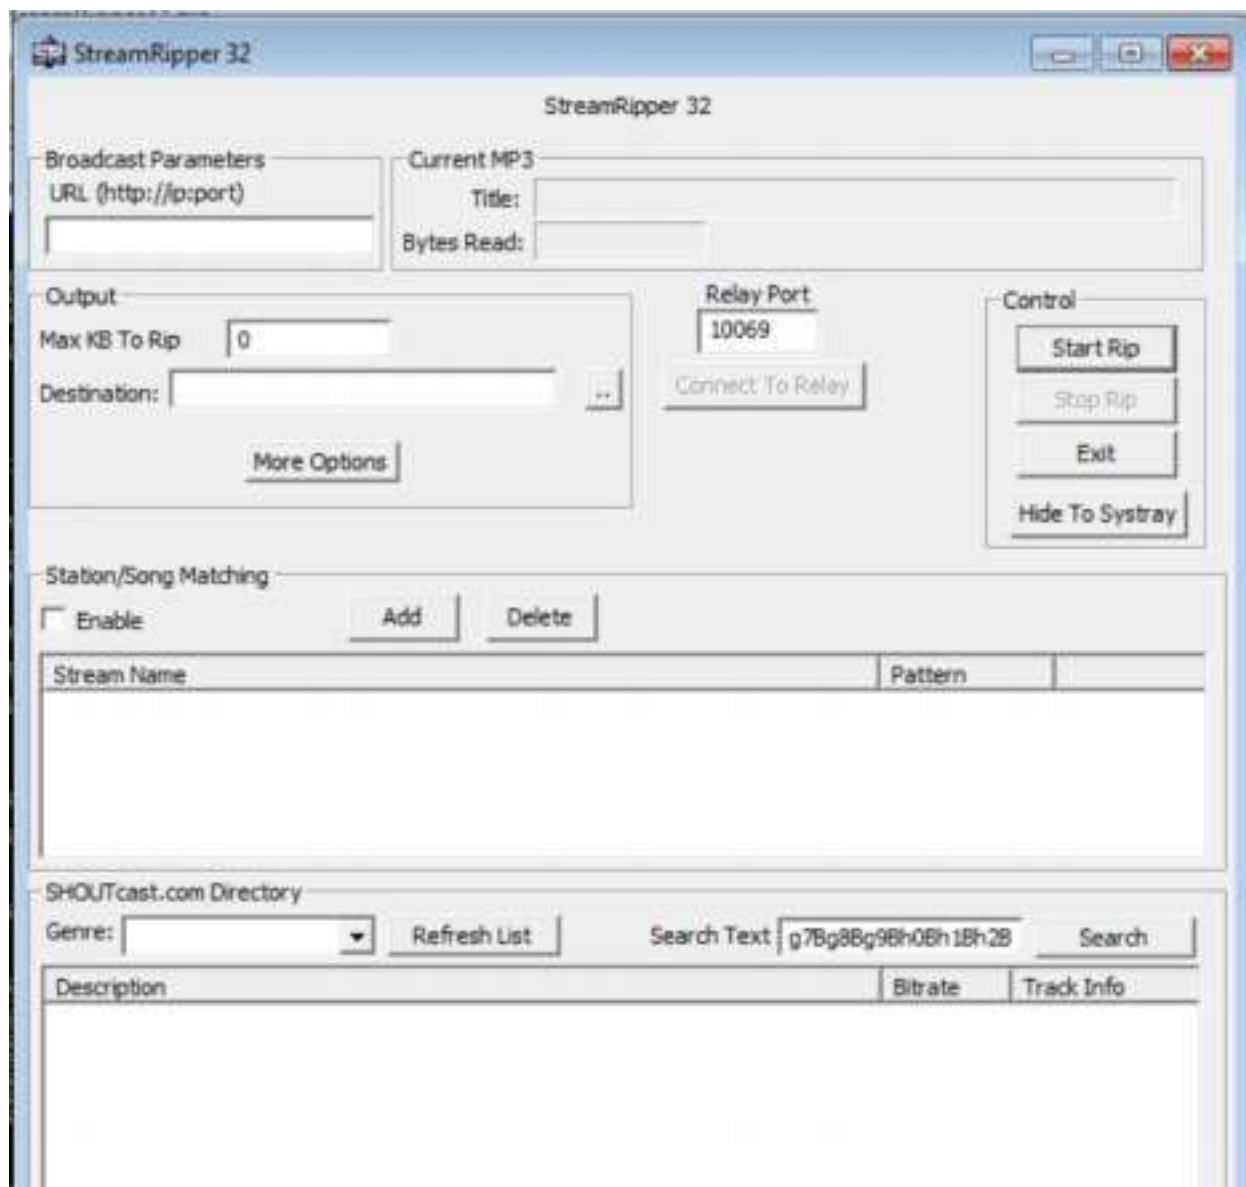 StreamRipper 32
StreamRipper 32
Broadcast Parameters
URL (http://ip:port)
Current MP3
Title:
Bytes Read:
Output
Max KB To Rip 0
Destination: ..
More Options
Relay Port
10069
Connect To Relay
Control
Start Rip
Stop Rip
Exit
Hide To Systray
Station/Song Matching
Enable Add Delete
Stream Name Pattern
SHOUTcast.com Directory
Genre: Refresh List Search Text g7Bg8Bg9Bh0Bh1Bh2B Search
Description Bitrate Track Info